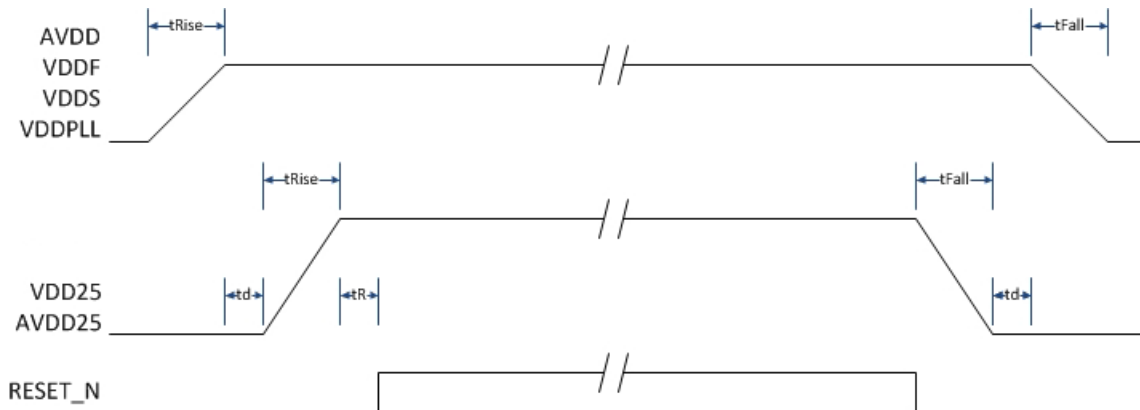 tRise
tFall
AVDD
VDDF
VDDS
VDDPLL
tRise
tFall
td
tR
td
VDD25
AVDD25
RESET_N